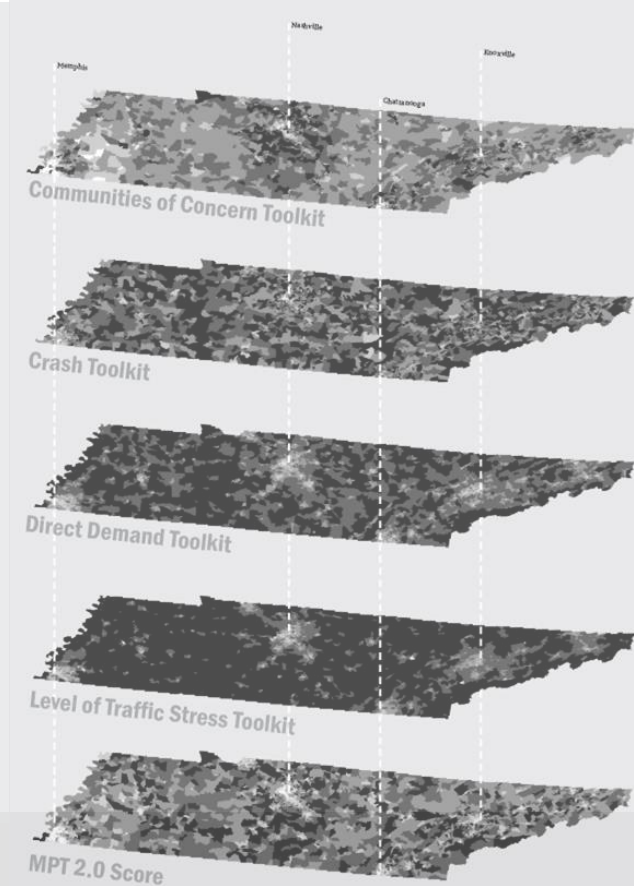 Nashville
Knoxville
Memphis
Chattanooga
Communities of Concern Toolkit
Crash Toolkit
Direct Demand Toolkit
Level of Traffic Stress Toolkit
MPT 2.0 Score